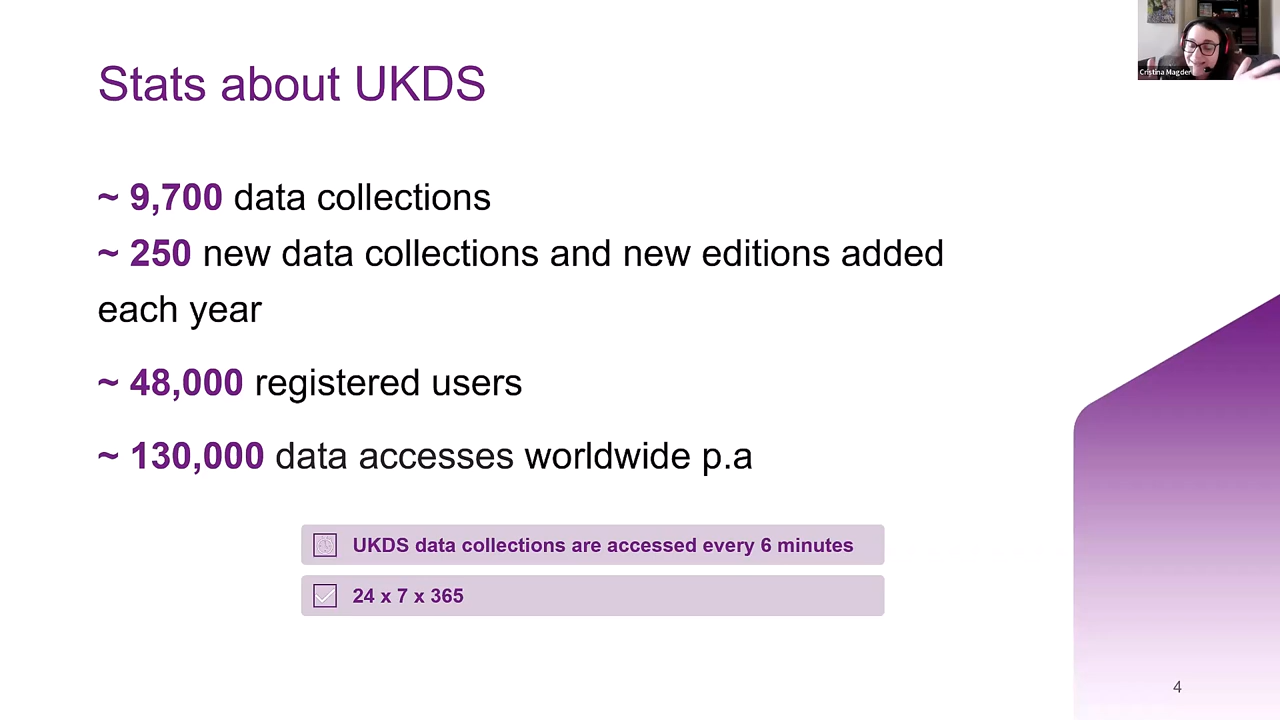 Cristina Magder
Stats about UKDS
~ 9,700 data collections
~ 250 new data collections and new editions added
each year
~ 48,000 registered users
~ 130,000 data accesses worldwide p.a
UKDS data collections are accessed every 6 minutes
24 x 7 x 365
4